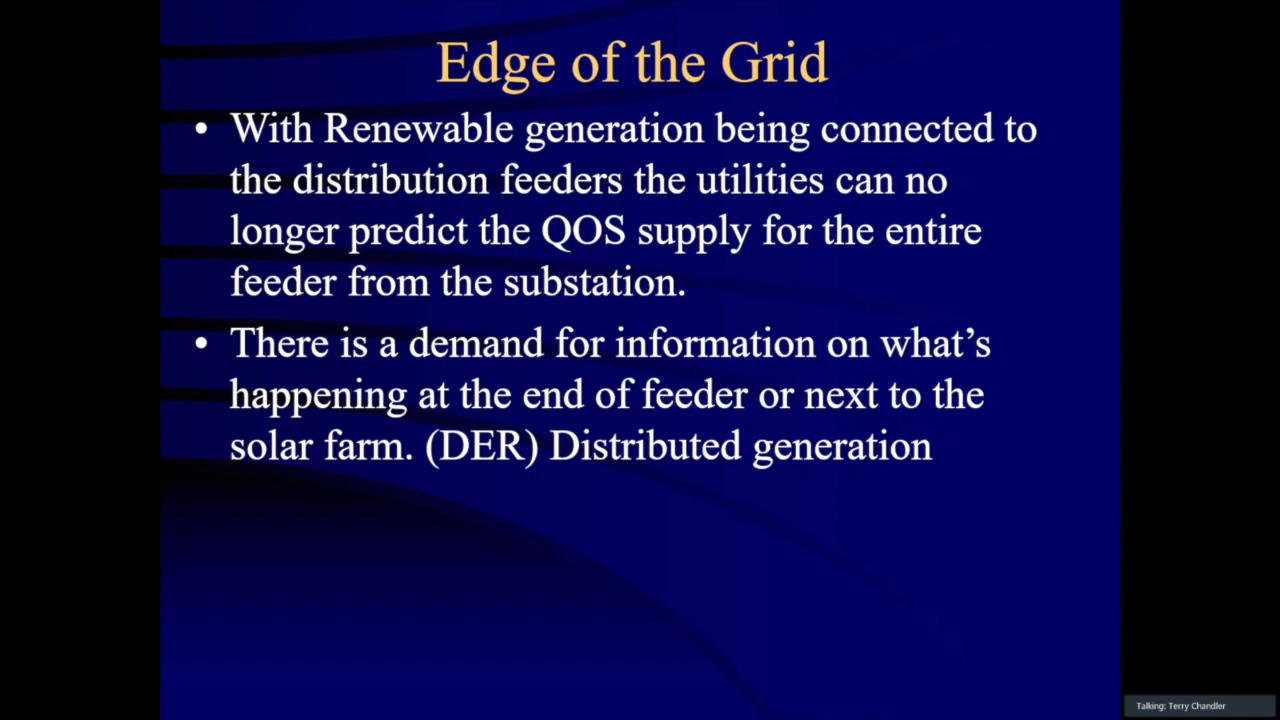 Edge of the Grid
• With Renewable generation being connected to
the distribution feeders the utilities can no
longer predict the QOS supply for the entire
feeder from the substation.
• There is a demand for information on what’s
happening at the end of feeder or next to the
solar farm. (DER) Distributed generation
Talking: Terry Chandler